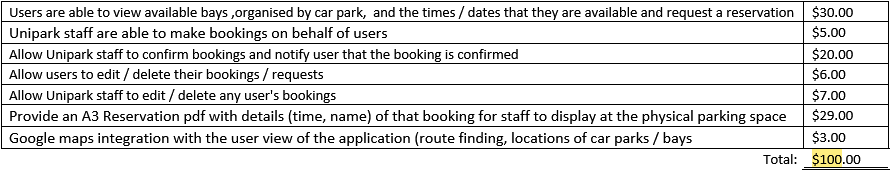 Users are able to view available bays ,organised by car park, and the times / dates that they are available and request a reservation $30.00
Unipark staff are able to make bookings on behalf of users $5.00
Allow Unipark staff to confirm bookings and notify user that the booking is confirmed $20.00
Allow users to edit / delete their bookings / requests $6.00
Allow Unipark staff to edit / delete any user's bookings $7.00
Provide an A3 Reservation pdf with details (time, name) of that booking for staff to display at the physical parking space $29.00
Google maps integration with the user view of the application (route finding, locations of car parks / bays $3.00
Total: $100.00